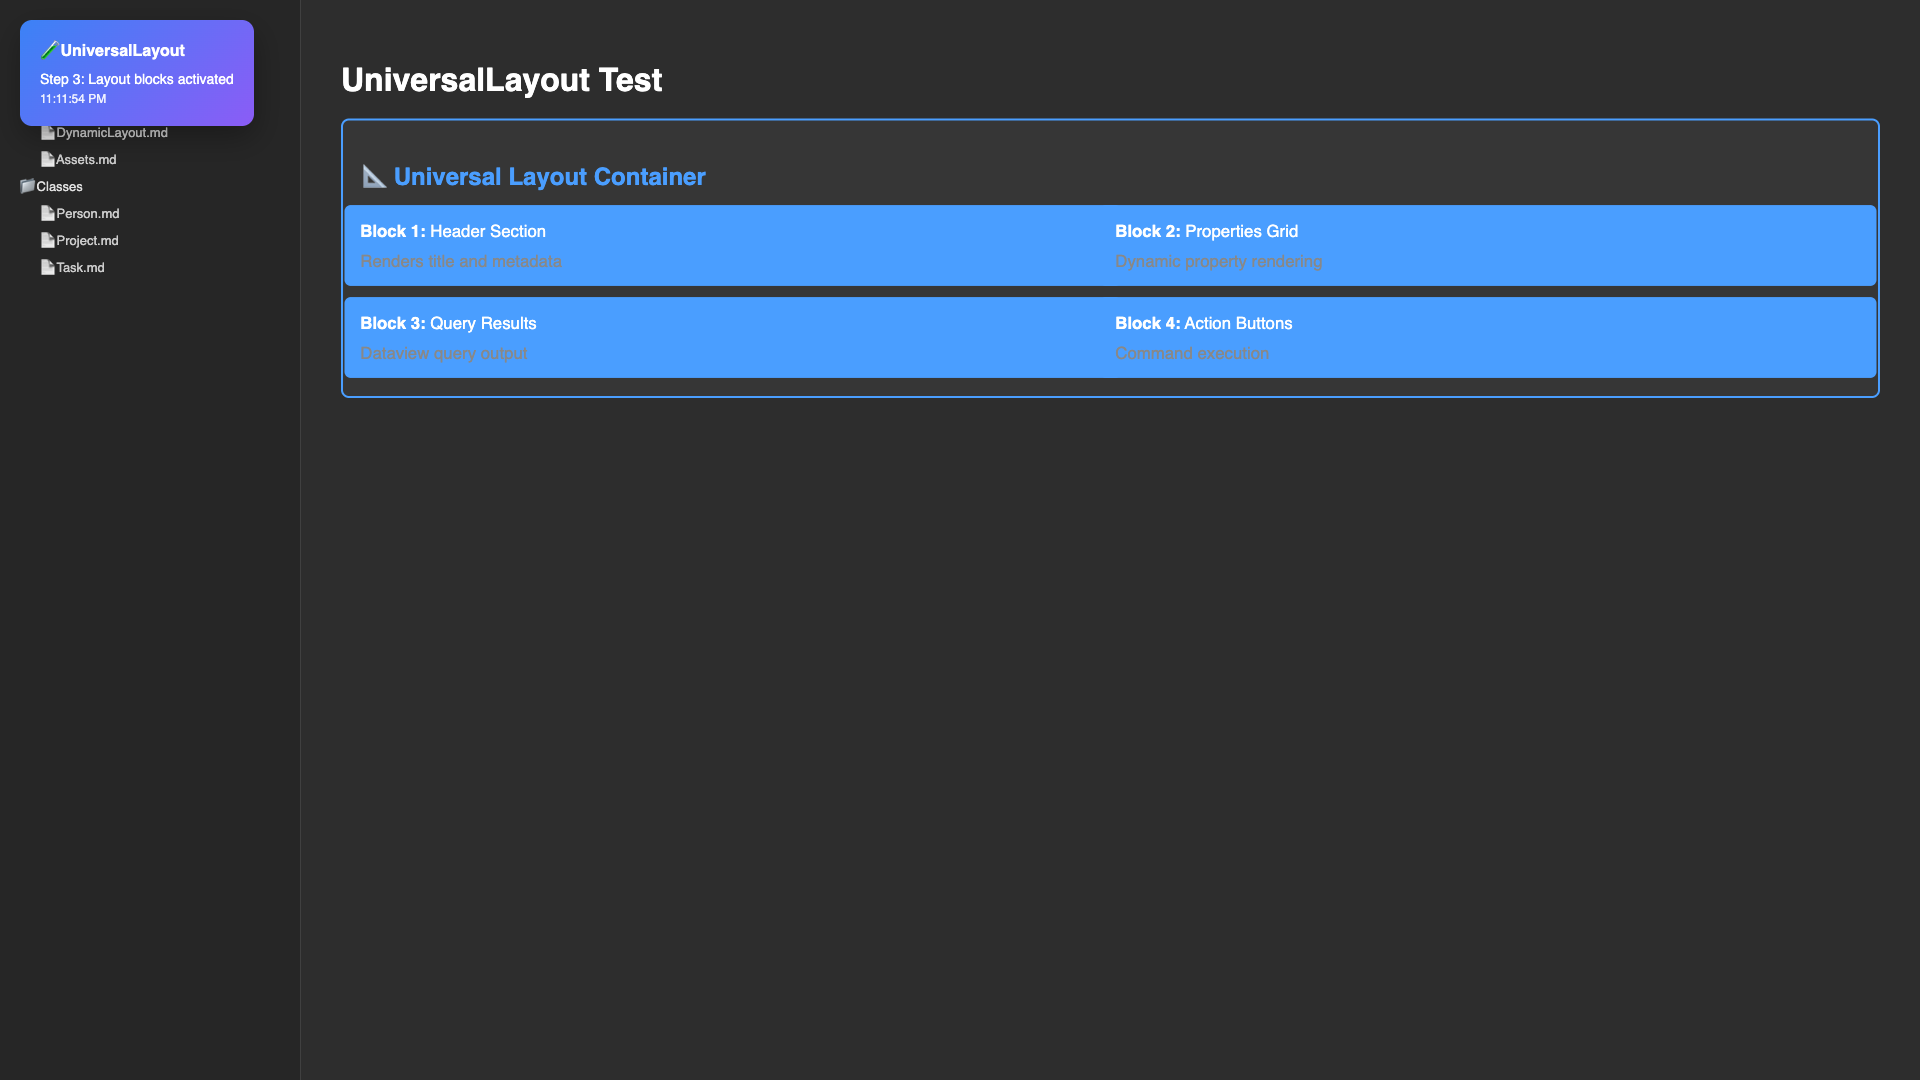 UniversalLayout
Step 3: Layout blocks activated
11:11:54 PM
DynamicLayout.md
Assets.md
Classes
Person.md
Project.md
Task.md
UniversalLayout Test
Universal Layout Container
Block 1: Header Section
Renders title and metadata
Block 2: Properties Grid
Dynamic property rendering
Block 3: Query Results
Dataview query output
Block 4: Action Buttons
Command execution